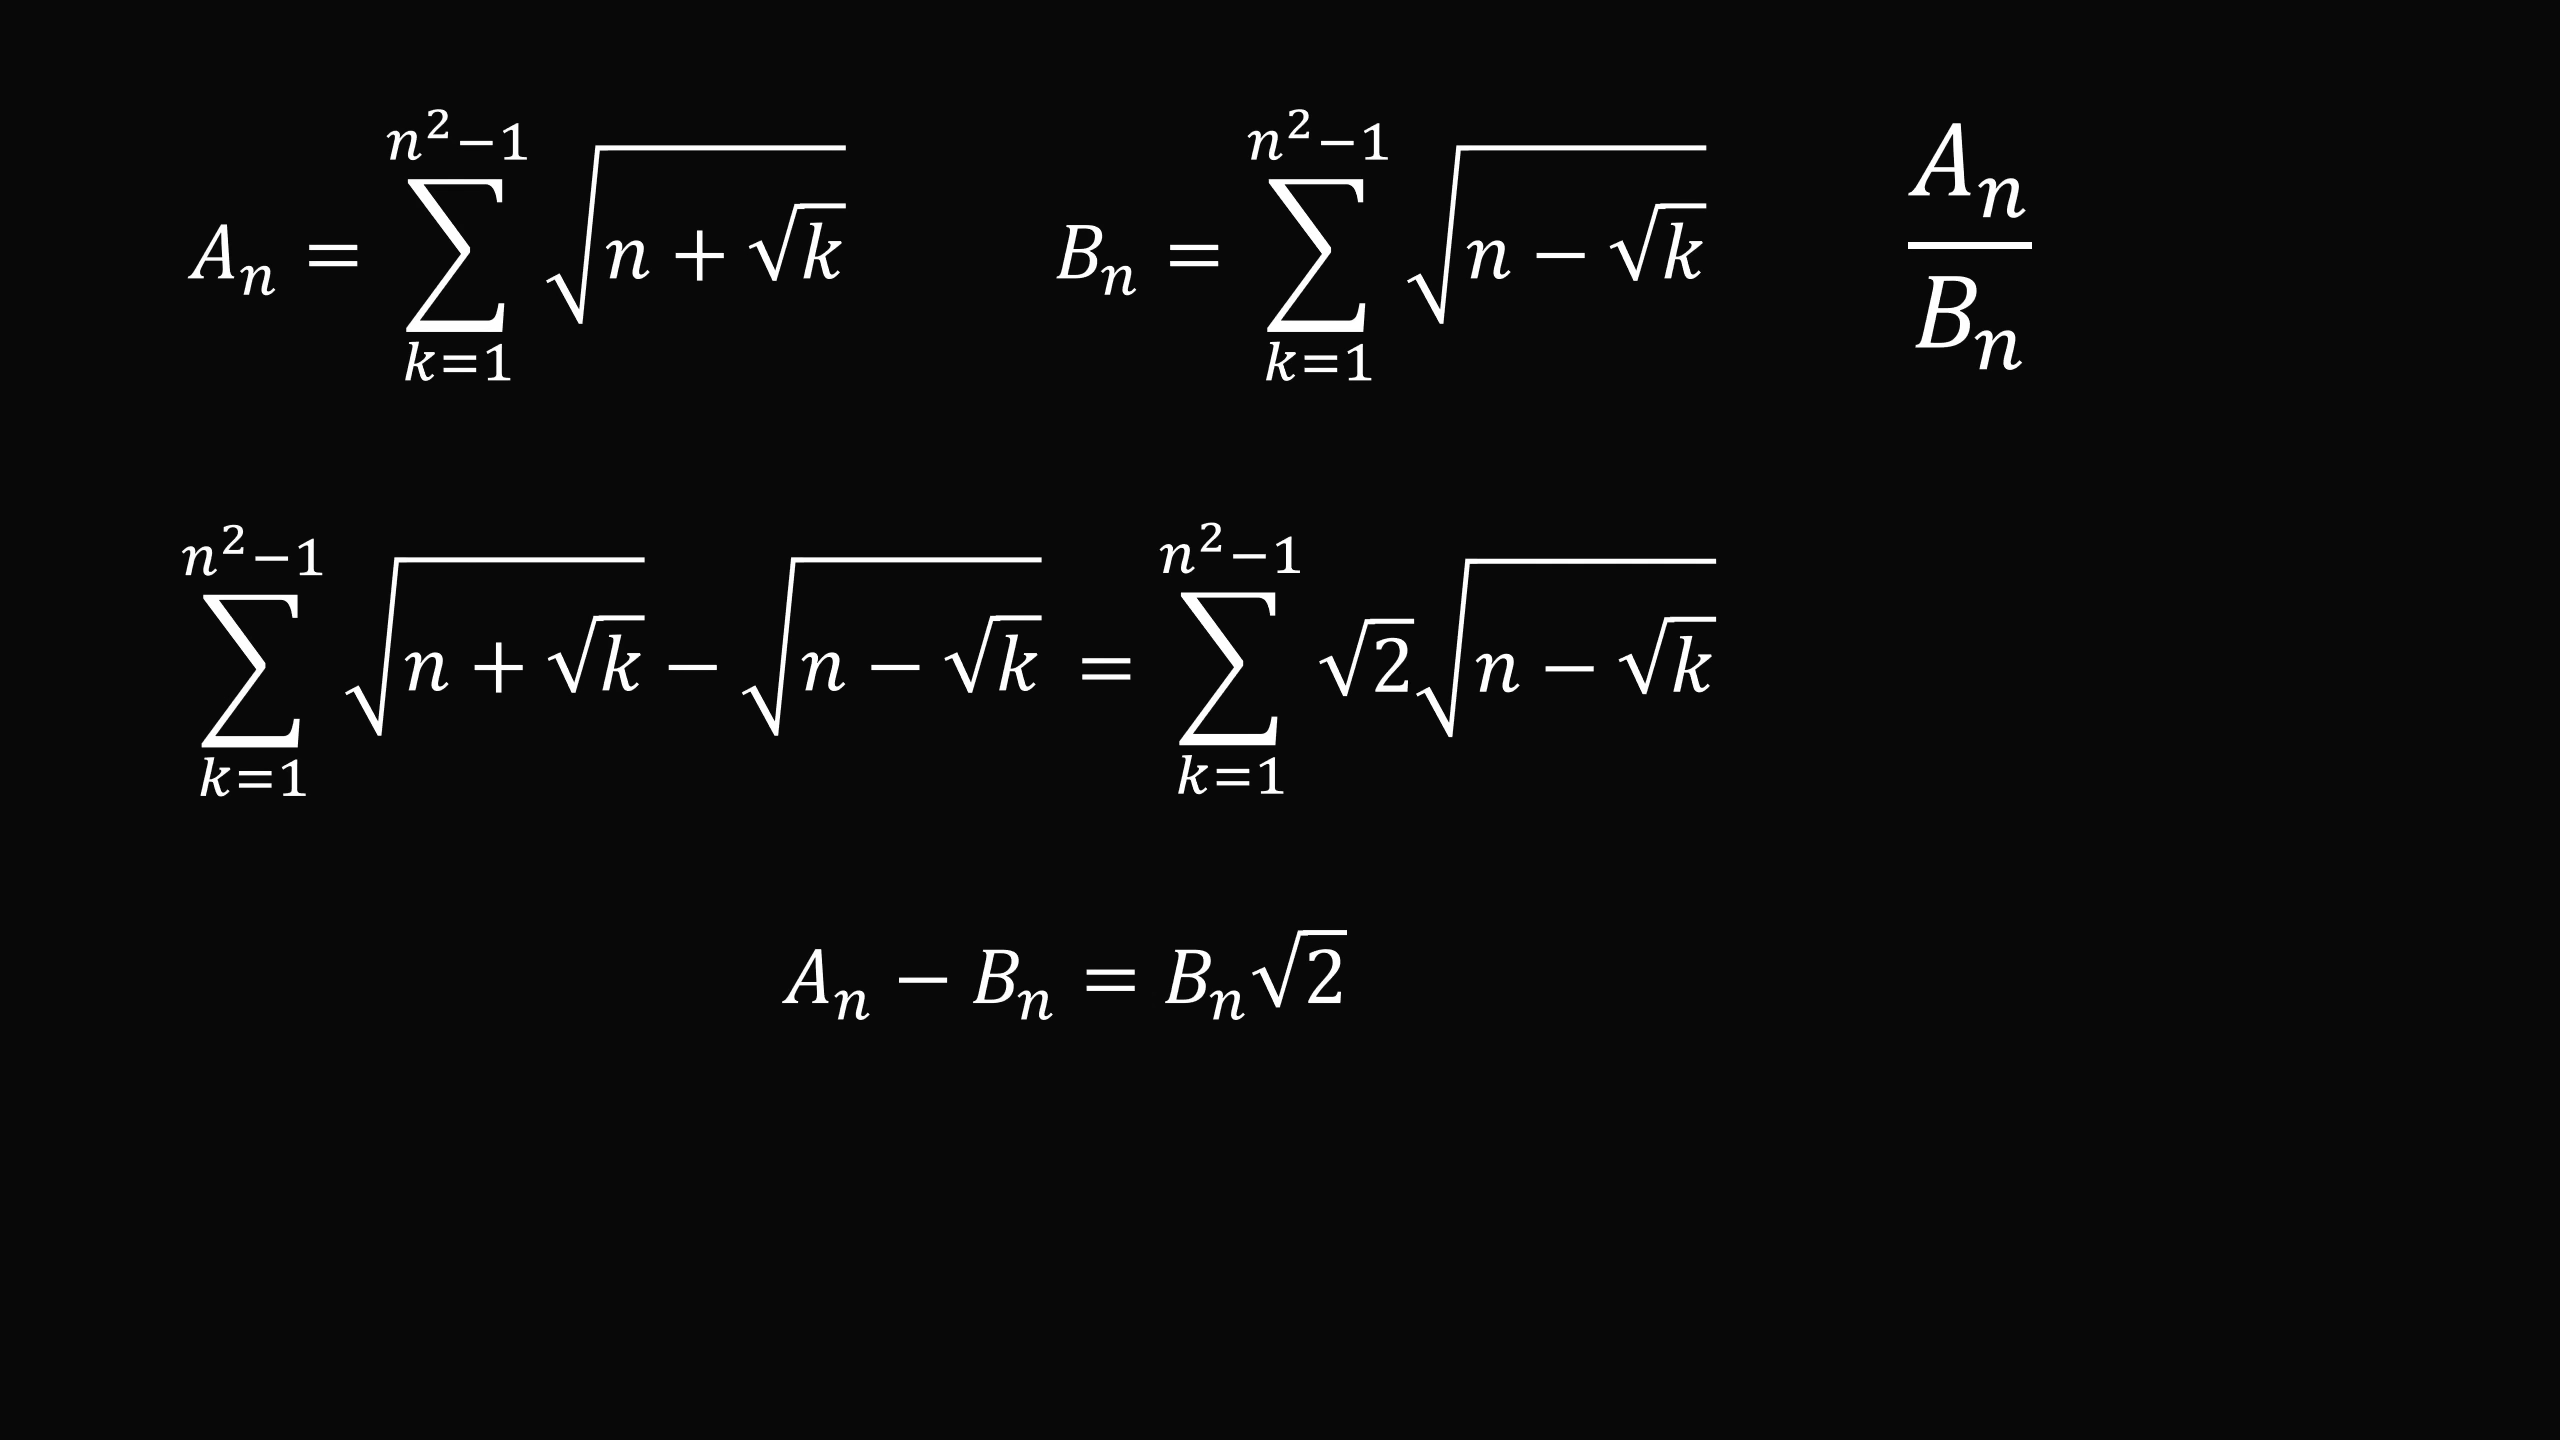 $A_n = \sum_{k=1}^{n^2-1} \sqrt{n + \sqrt{k}}$ $B_n = \sum_{k=1}^{n^2-1} \sqrt{n - \sqrt{k}}$ $\frac{A_n}{B_n}$
$\sum_{k=1}^{n^2-1} \sqrt{n + \sqrt{k}} - \sqrt{n - \sqrt{k}} = \sum_{k=1}^{n^2-1} \sqrt{2}\sqrt{n - \sqrt{k}}$
$A_n - B_n = B_n\sqrt{2}$